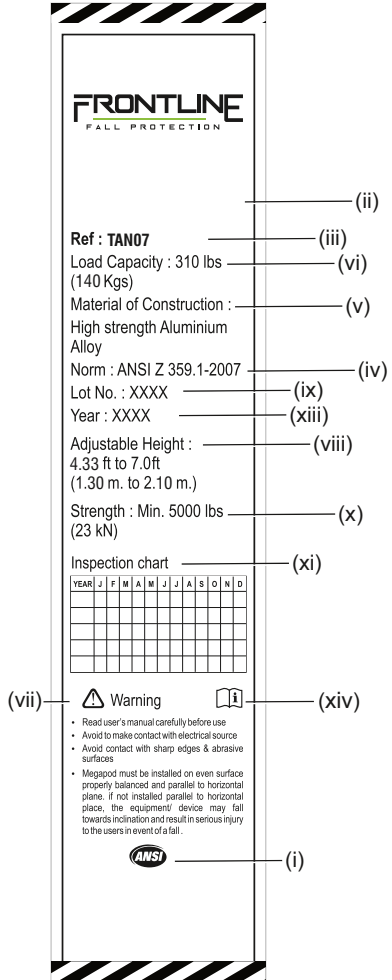 FRONTLINE
FALL PROTECTION
(ii)
Ref : TAN07 (iii)
Load Capacity : 310 lbs (vi)
(140 Kgs)
Material of Construction : (v)
High strength Aluminium
Alloy
Norm : ANSI Z 359.1-2007 (iv)
Lot No. : XXXX (ix)
Year : XXXX (xiii)
Adjustable Height : (viii)
4.33 ft to 7.0ft
(1.30 m. to 2.10 m.)
Strength : Min. 5000 lbs (x)
(23 kN)
Inspection chart (xi)
YEAR J F M A M J J A S O N D
(vii) Warning (xiv)
• Read user's manual carefully before use
• Avoid to make contact with electrical source
• Avoid contact with sharp edges & abrasive
surfaces
• Megapod must be installed on even surface
properly balanced and parallel to horizontal
plane. if not installed parallel to horizontal
place, the equipment/ device may fall
towards inclination and result in serious injury
to the users in event of a fall .
ANSI (i)